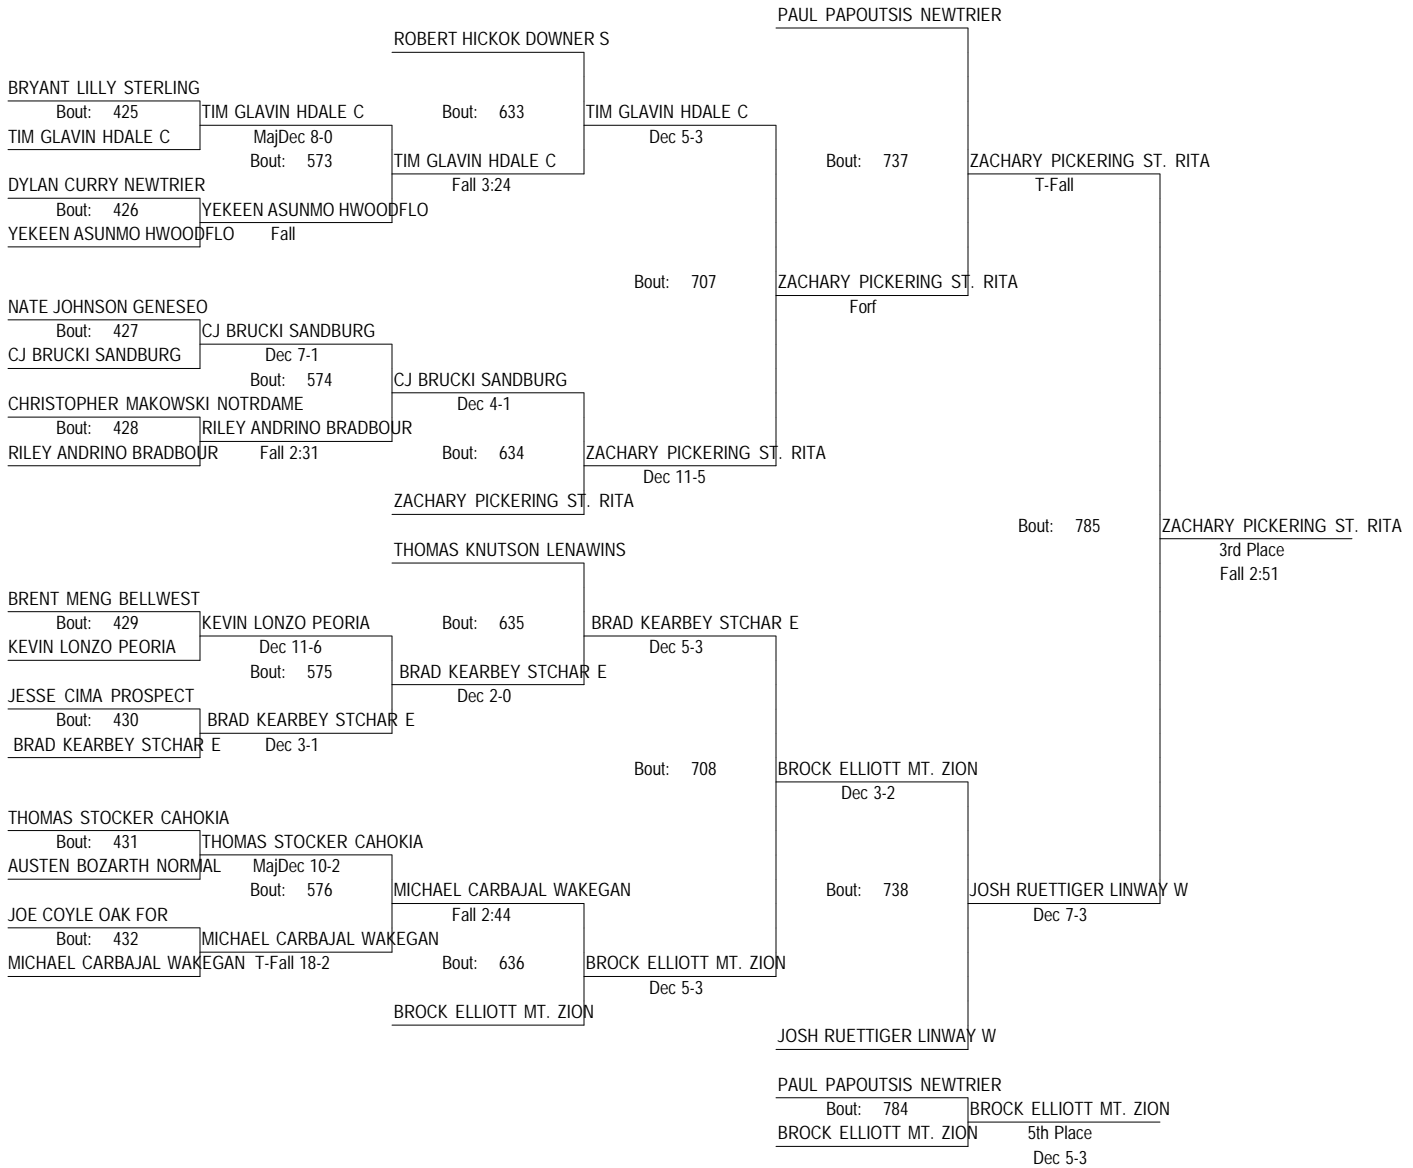 PAUL PAPOUTSIS NEWTRIER
ROBERT HICKOK DOWNER S
BRYANT LILLY STERLING
Bout: 425 TIM GLAVIN HDALE C Bout: 633 TIM GLAVIN HDALE C
TIM GLAVIN HDALE C MajDec 8-0 Dec 5-3
Bout: 573 TIM GLAVIN HDALE C Bout: 737 ZACHARY PICKERING ST. RITA
DYLAN CURRY NEWTRIER Fall 3:24 T-Fall
Bout: 426 YEKEEN ASUNMO HWOODFLO
YEKEEN ASUNMO HWOODFLO Fall
Bout: 707 ZACHARY PICKERING ST. RITA
NATE JOHNSON GENESEO Forf
Bout: 427 CJ BRUCKI SANDBURG
CJ BRUCKI SANDBURG Dec 7-1
Bout: 574 CJ BRUCKI SANDBURG
CHRISTOPHER MAKOWSKI NOTRDAME Dec 4-1
Bout: 428 RILEY ANDRINO BRADBOUR
RILEY ANDRINO BRADBOUR Fall 2:31 Bout: 634 ZACHARY PICKERING ST. RITA
Dec 11-5
ZACHARY PICKERING ST. RITA
Bout: 785 ZACHARY PICKERING ST. RITA
THOMAS KNUTSON LENAWINS 3rd Place
Fall 2:51
BRENT MENG BELLWEST
Bout: 429 KEVIN LONZO PEORIA Bout: 635 BRAD KEARBEY STCHAR E
KEVIN LONZO PEORIA Dec 11-6 Dec 5-3
Bout: 575 BRAD KEARBEY STCHAR E
JESSE CIMA PROSPECT Dec 2-0
Bout: 430 BRAD KEARBEY STCHAR E
BRAD KEARBEY STCHAR E Dec 3-1
Bout: 708 BROCK ELLIOTT MT. ZION
Dec 3-2
THOMAS STOCKER CAHOKIA
Bout: 431 THOMAS STOCKER CAHOKIA
AUSTEN BOZARTH NORMAL MajDec 10-2
Bout: 576 MICHAEL CARBAJAL WAKEGAN Bout: 738 JOSH RUETTIGER LINWAY W
JOE COYLE OAK FOR Fall 2:44 Dec 7-3
Bout: 432 MICHAEL CARBAJAL WAKEGAN
MICHAEL CARBAJAL WAKEGAN T-Fall 18-2 Bout: 636 BROCK ELLIOTT MT. ZION
Dec 5-3
BROCK ELLIOTT MT. ZION
JOSH RUETTIGER LINWAY W
PAUL PAPOUTSIS NEWTRIER
Bout: 784 BROCK ELLIOTT MT. ZION
BROCK ELLIOTT MT. ZION 5th Place
Dec 5-3